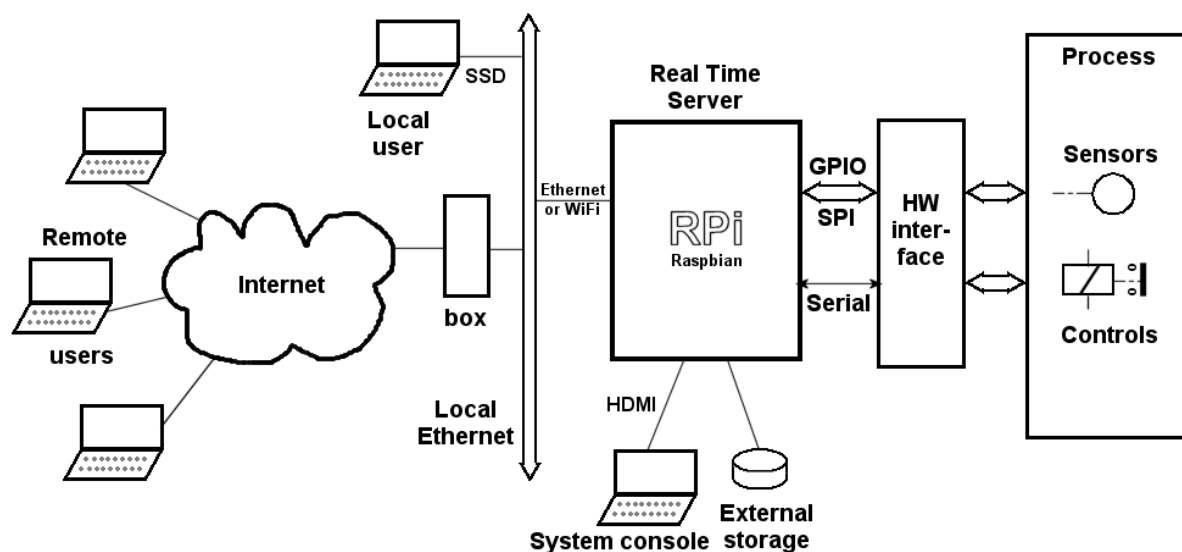 SSD
Local
user
Remote
users
Internet
box
Local
Ethernet
Ethernet
or WiFi
Real Time
Server
RPi
Raspbian
HDMI
System console
External
storage
GPIO
SPI
Serial
HW
inter-
face
Process
Sensors
Controls